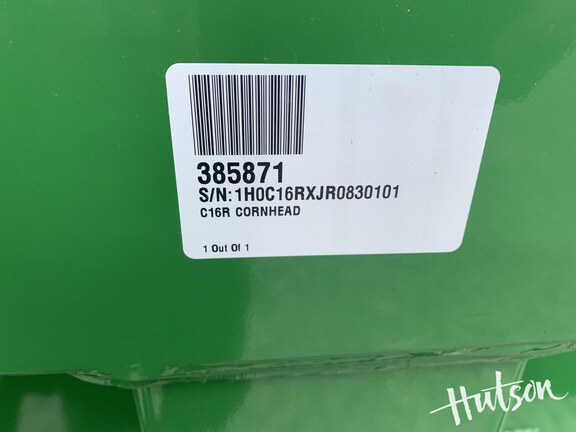 385871
S/N:1H0C16RXJR0830101
C16R CORNHEAD
1 Out Of 1
Hutson